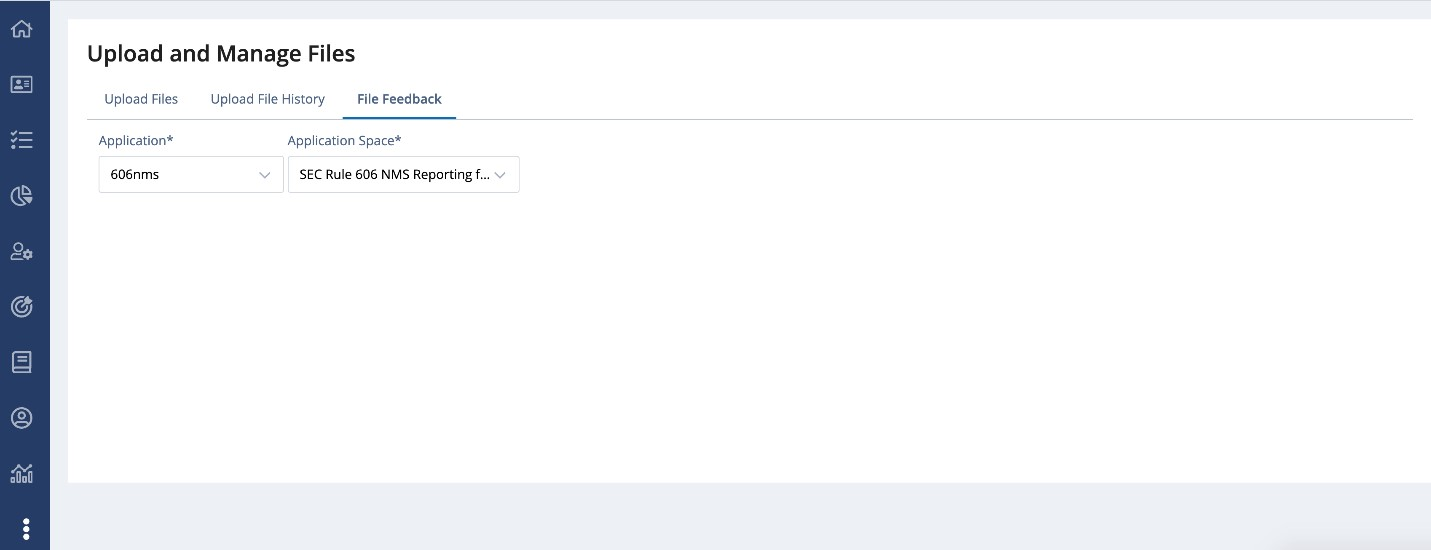 Upload and Manage Files
Upload Files Upload File History File Feedback
Application* Application Space*
606nms SEC Rule 606 NMS Reporting f...